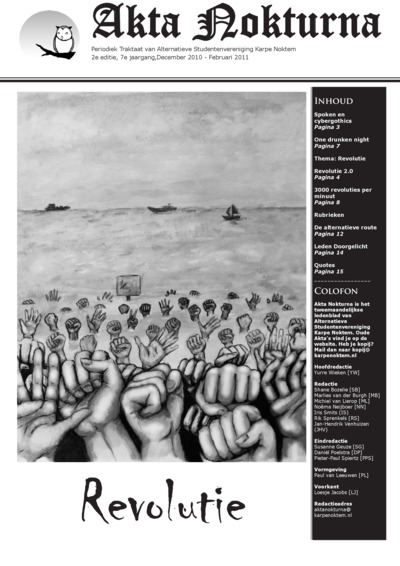 Akta Nokturna
Periodiek Traktaat van Alternatieve Studentenvereniging Karpe Noktem
2e editie, 7e jaargang,December 2010 - Februari 2011
Inhoud
Spoken en
cybergothics
Pagina 3
One drunken night
Pagina 7
Thema: Revolutie
Revolutie 2.0
Pagina 4
3000 revoluties per
minuut
Pagina 8
Rubrieken
De alternatieve route
Pagina 12
Leden Doorgelicht
Pagina 14
Quotes
Pagina 15
Colofon
Akta Nokturna is het
tweemaandelijkse
ledenblad van
Alternatieve
Studentenvereniging
Karpe Noktem. Oude
Akta's vind je op de
website. Heb je kopij?
Mail dan naar kopij@
karpenoktem.nl
Hoofdredactie
Yurre Wieken [YW]
Redactie
Shane Bozelie [SB]
Marlies van der Burgh [MB]
Michiel van Lierop [ML]
Noëma Neijboer [NN]
Iris Smits [IS]
Rik Sprenkels [RS]
Jan-Hendrik Venhuizen
[JHV]
Eindredactie
Susanne Geuze [SG]
Daniël Poelstra [DP]
Pieter-Paul Spiertz [PPS]
Vormgeving
Paul van Leeuwen [PL]
Voorkant
Loesje Jacobs [LJ]
Redactieadres
aktanokturna@
karpenoktem.nl
Revolutie